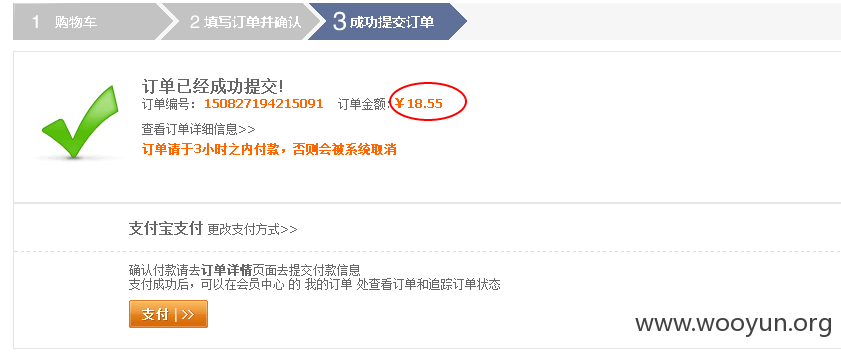 1 购物车 2 填写订单并确认 3 成功提交订单
订单已经成功提交!
订单编号：150827194215091 订单金额:￥18.55
查看订单详细信息>>
订单请于3小时之内付款，否则会被系统取消
支付宝支付 更改支付方式>>
确认付款请去订单详情页面去提交付款信息
支付成功后，可以在会员中心 的 我的订单 处查看订单和追踪订单状态
支付 | >>
www.wooyun.org